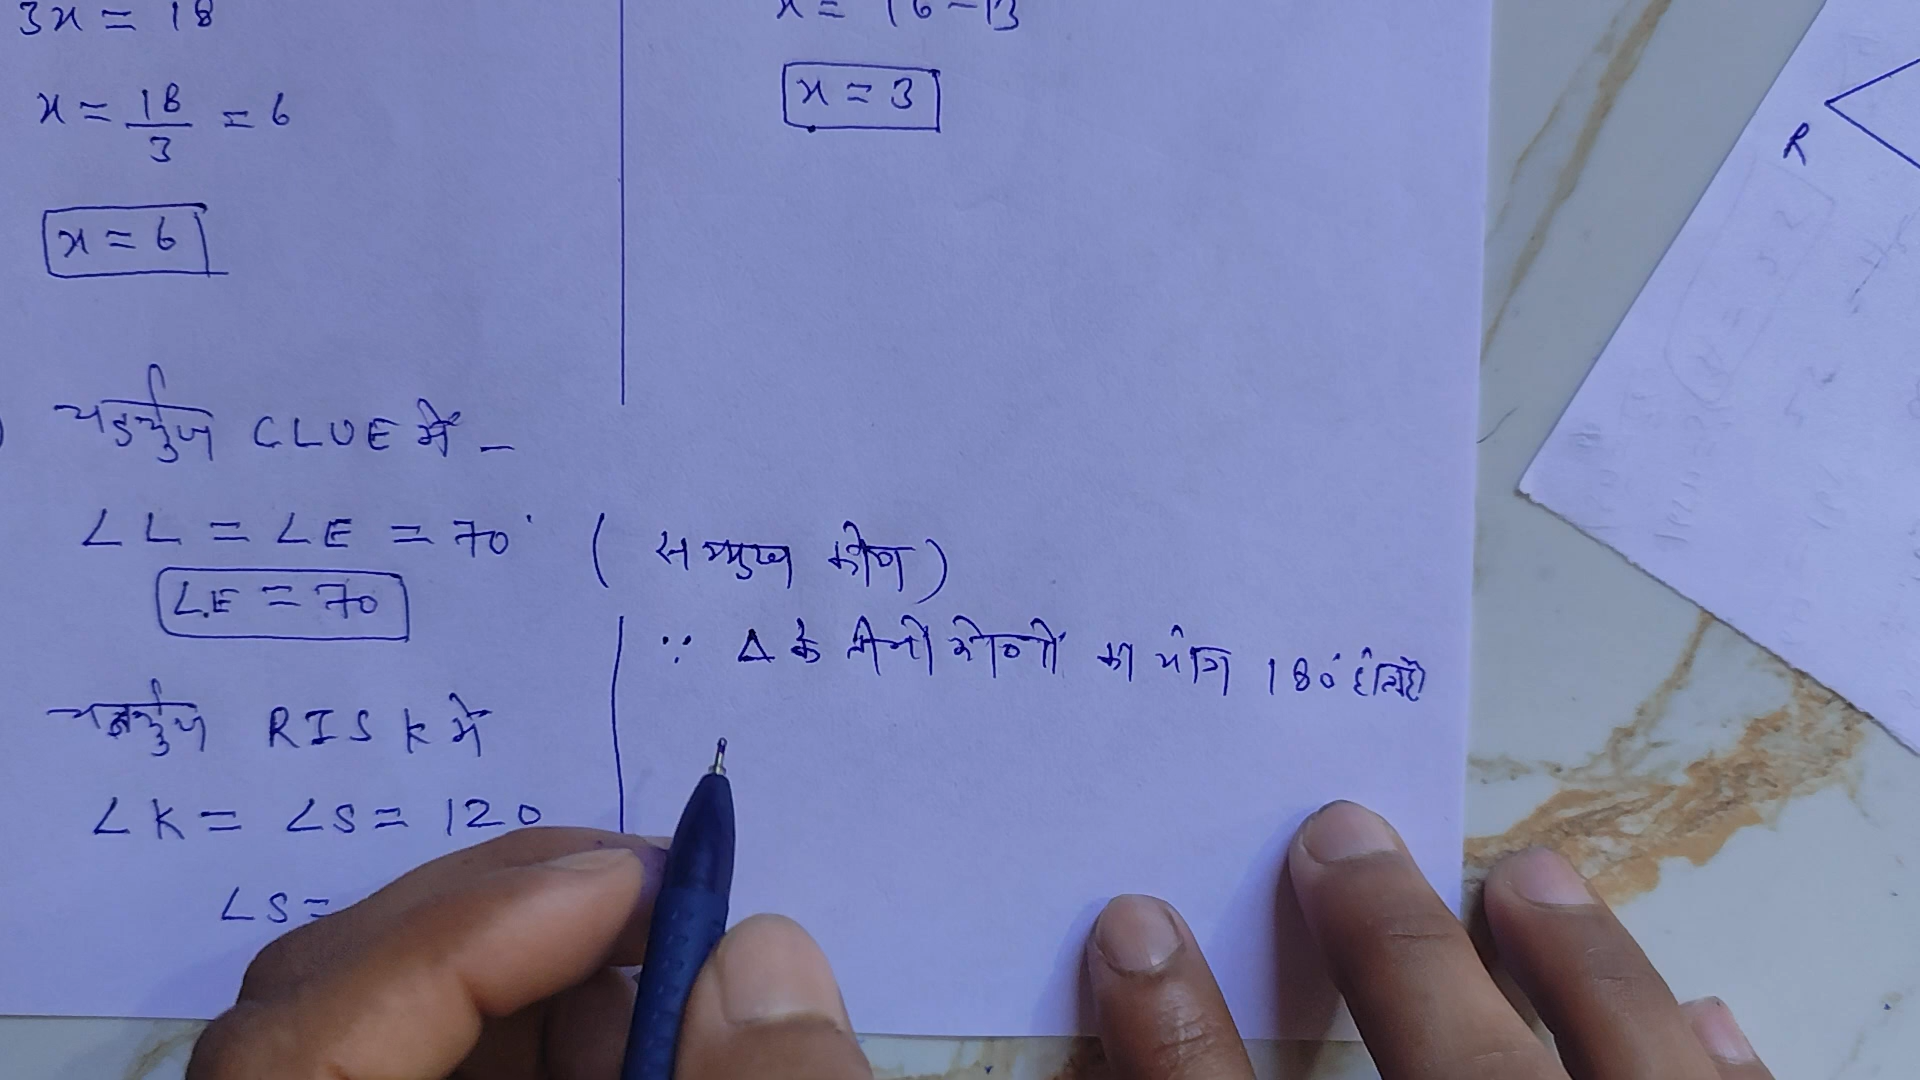 3x = 18
x = 18/3 = 6
x = 6
x = 16-13
x = 3
चतुर्भुज CLUE में -
∠L = ∠E = 70° (सम्मुख कोण)
∠E = 70
चतुर्भुज RISK में
∠K = ∠S = 120
∠S =
∵ Δ के तीनो कोणों का योग 180° होता है
R